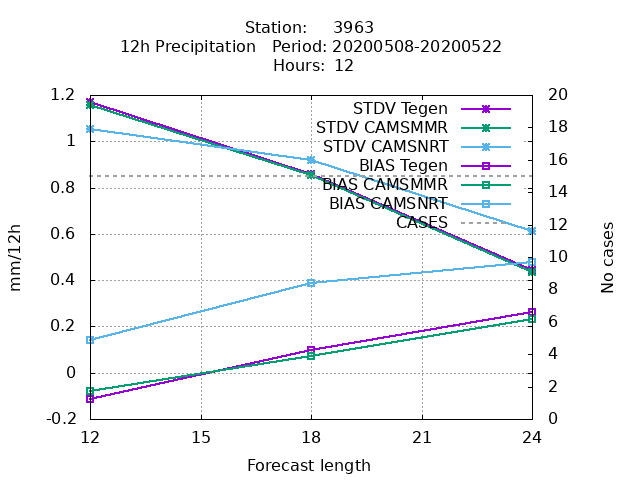 Station: 3963
12h Precipitation Period: 20200508-20200522
Hours: 12
1.2
1
0.8
0.6
0.4
0.2
0
-0.2
mm/12h
STDV Tegen
STDV CAMSMMR
STDV CAMSNRT
BIAS Tegen
BIAS CAMSMMR
BIAS CAMSNRT
CASES
20
18
16
14
12
10
8
6
4
2
0
No cases
12 15 18 21 24
Forecast length